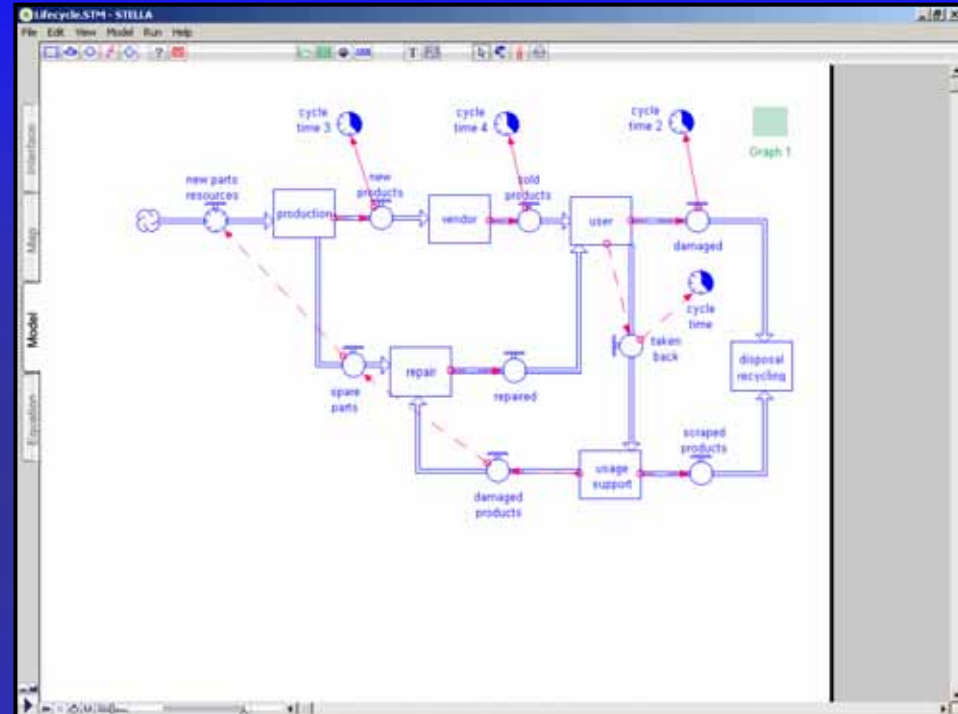 Lifecycle.STM - STELLA
File Edit View Model Run Help
Interface
Map
Model
Equation
cycle
time 3
cycle
time 4
cycle
time 2
Graph 1
new parts
resources
new
products
sold
products
production
vendor
user
damaged
cycle
time
taken
back
disposal
recycling
repair
spare
parts
repaired
scraped
products
usage
support
damaged
products